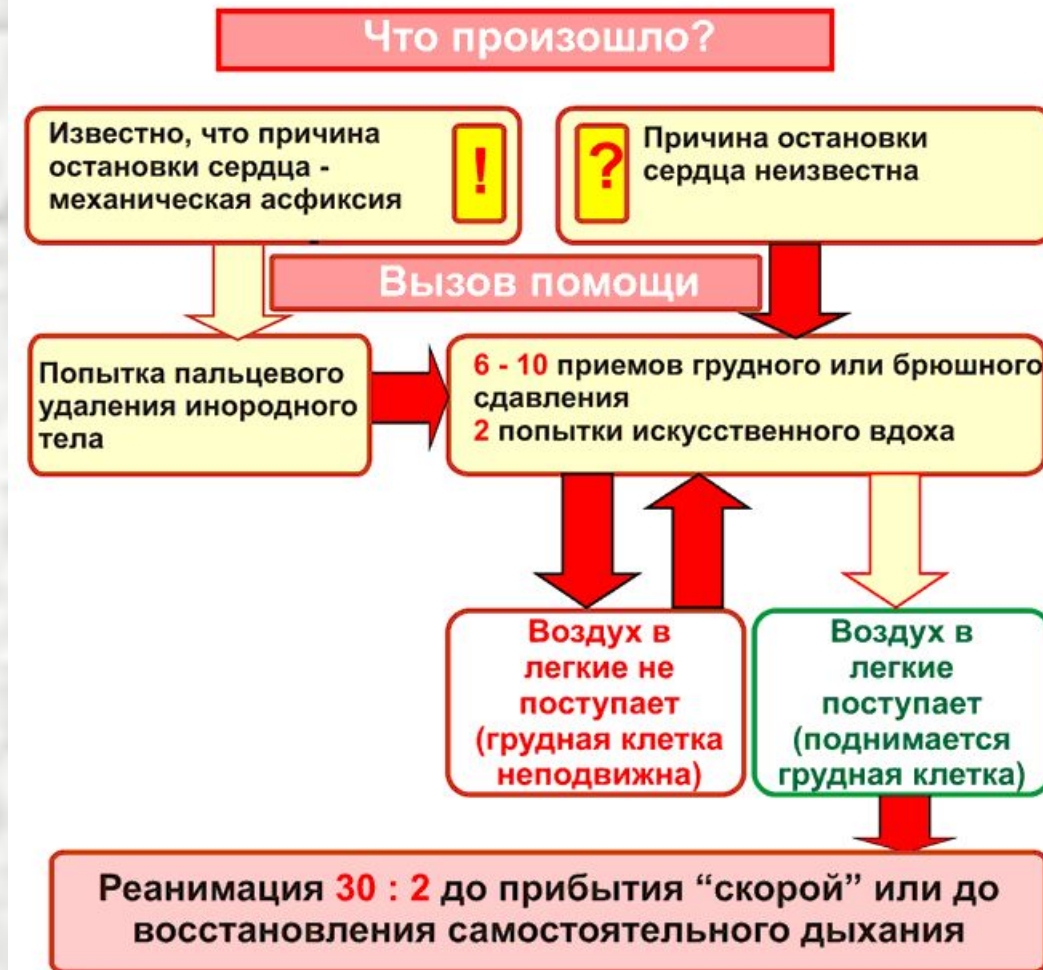 Что произошло?
Известно, что причина
остановки сердца -
механическая асфиксия
!
?
Причина остановки
сердца неизвестна
Вызов помощи
Попытка пальцевого
удаления инородного
тела
6 - 10 приемов грудного или брюшного
сдавления
2 попытки искусственного вдоха
Воздух в
легкие не
поступает
(грудная клетка
неподвижна)
Воздух в
легкие
поступает
(поднимается
грудная клетка)
Реанимация 30 : 2 до прибытия “скорой” или до
восстановления самостоятельного дыхания